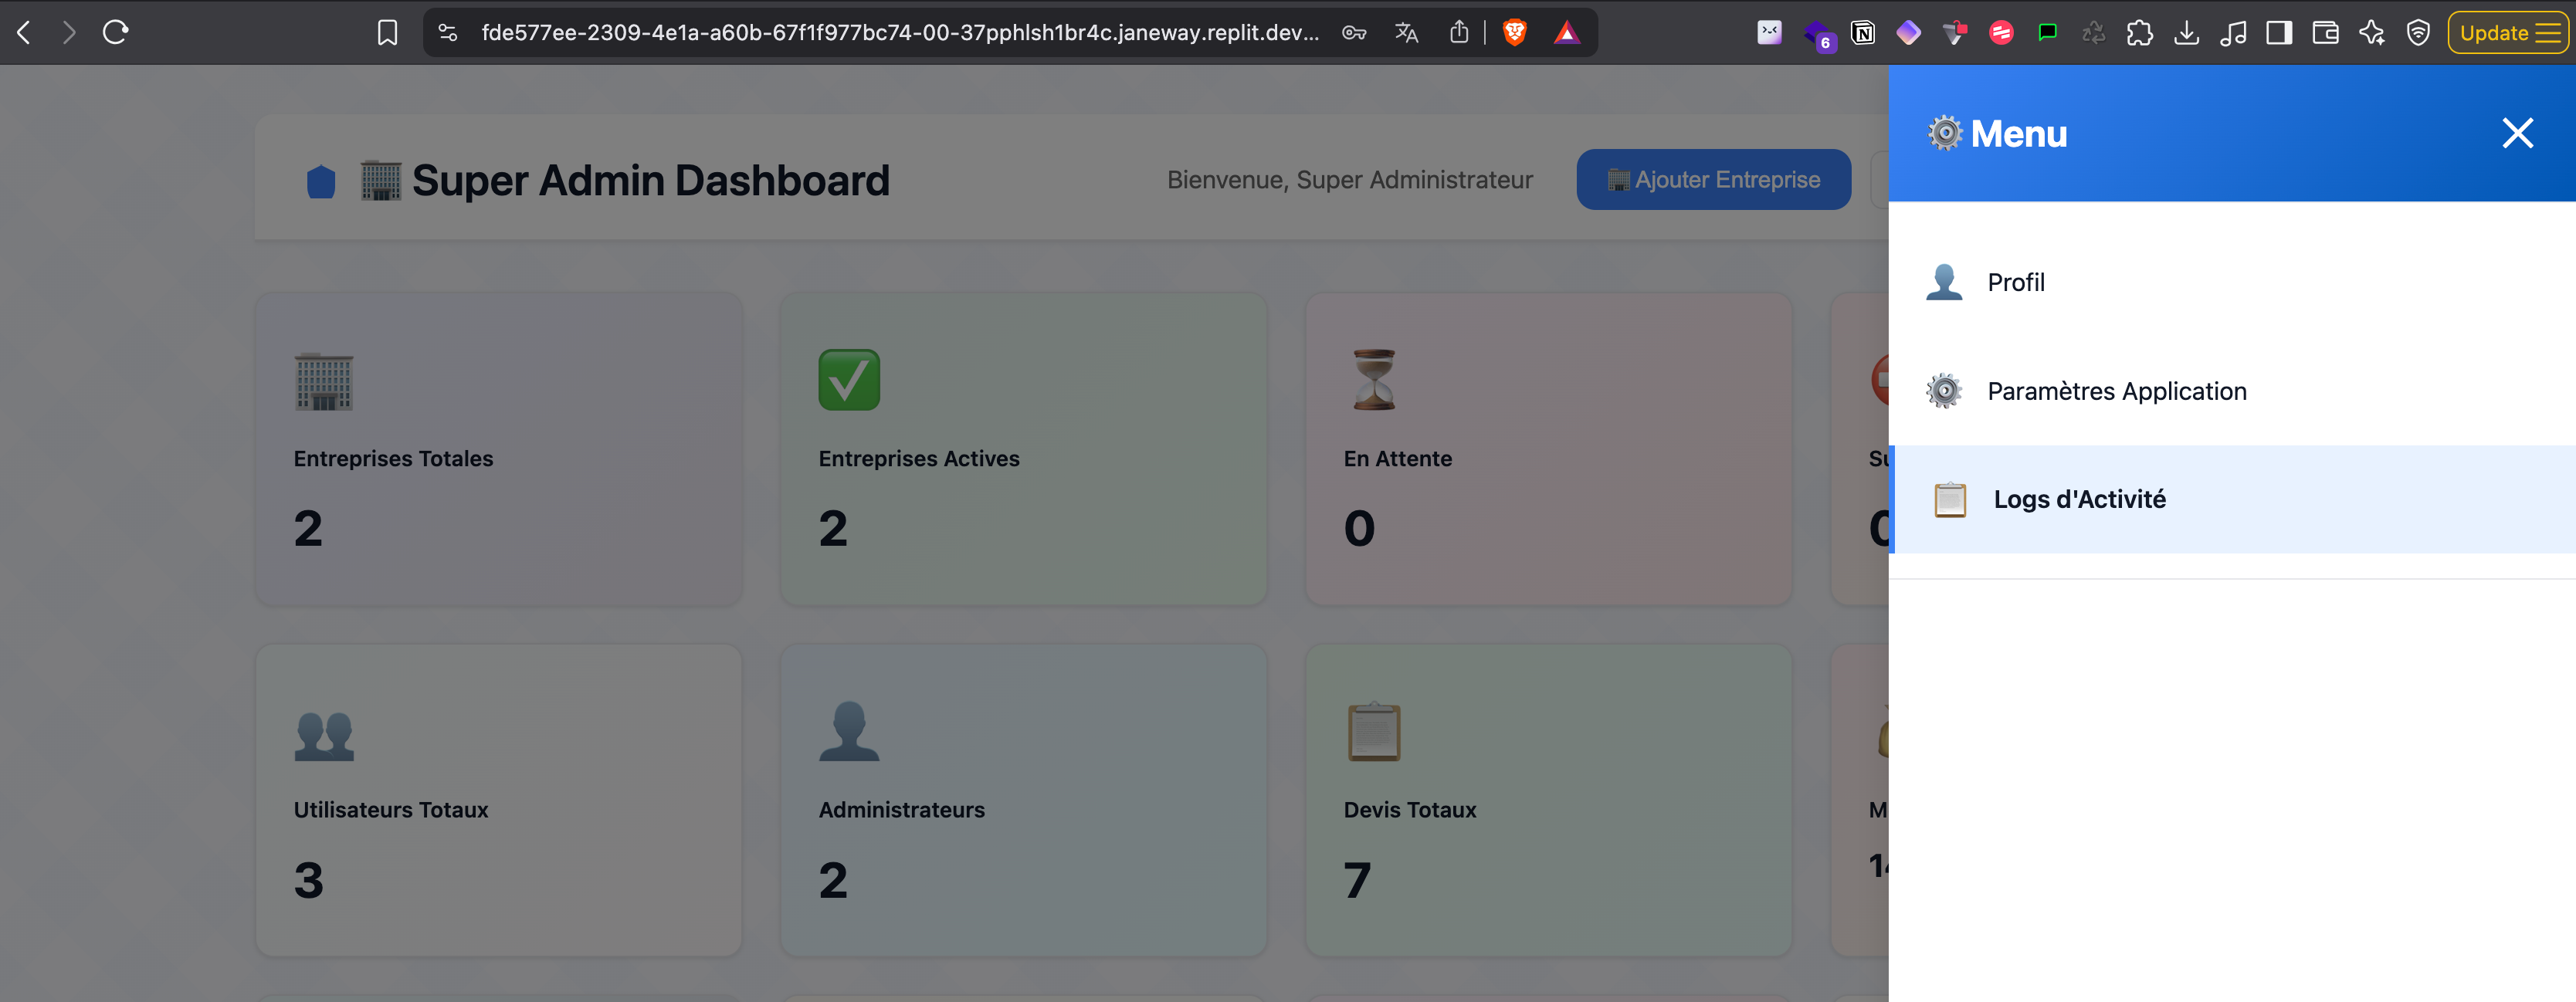 fde577ee-2309-4e1a-a60b-67f1f977bc74-00-37pphlsh1br4c.janeway.replit.dev...
6
Update
Super Admin Dashboard
Bienvenue, Super Administrateur
Ajouter Entreprise
Entreprises Totales
2
Entreprises Actives
2
En Attente
0
Utilisateurs Totaux
3
Administrateurs
2
Devis Totaux
7
Menu
Profil
Paramètres Application
Logs d'Activité